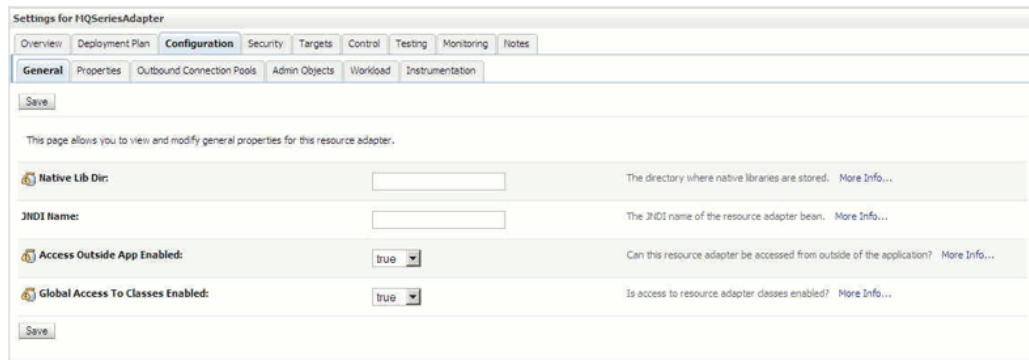 Settings for MQSeriesAdapter
Overview Deployment Plan Configuration Security Targets Control Testing Monitoring Notes
General Properties Outbound Connection Pools Admin Objects Workload Instrumentation
Save
This page allows you to view and modify general properties for this resource adapter.
Native Lib Dir: The directory where native libraries are stored. More Info...
JNDI Name: The JNDI name of the resource adapter bean. More Info...
Access Outside App Enabled: true Can this resource adapter be accessed from outside of the application? More Info...
Global Access To Classes Enabled: true Is access to resource adapter classes enabled? More Info...
Save